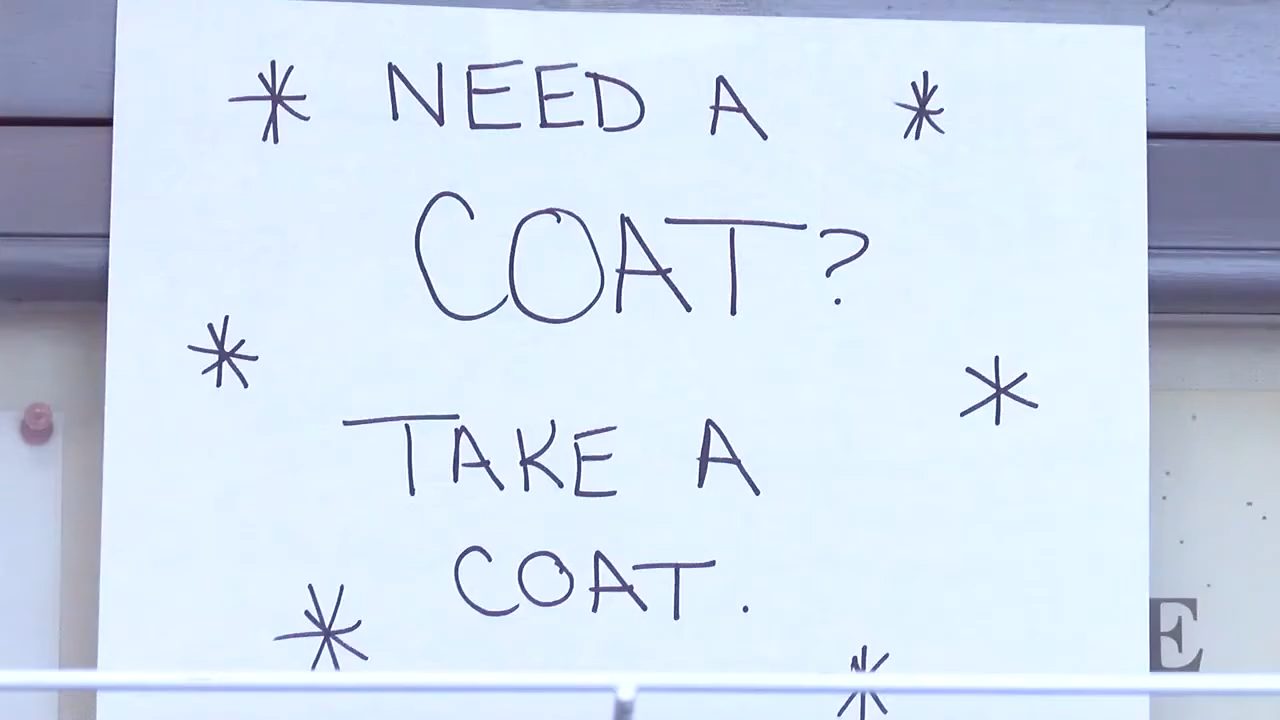 * NEED A *
COAT?
* *
TAKE A
COAT.
* *
E